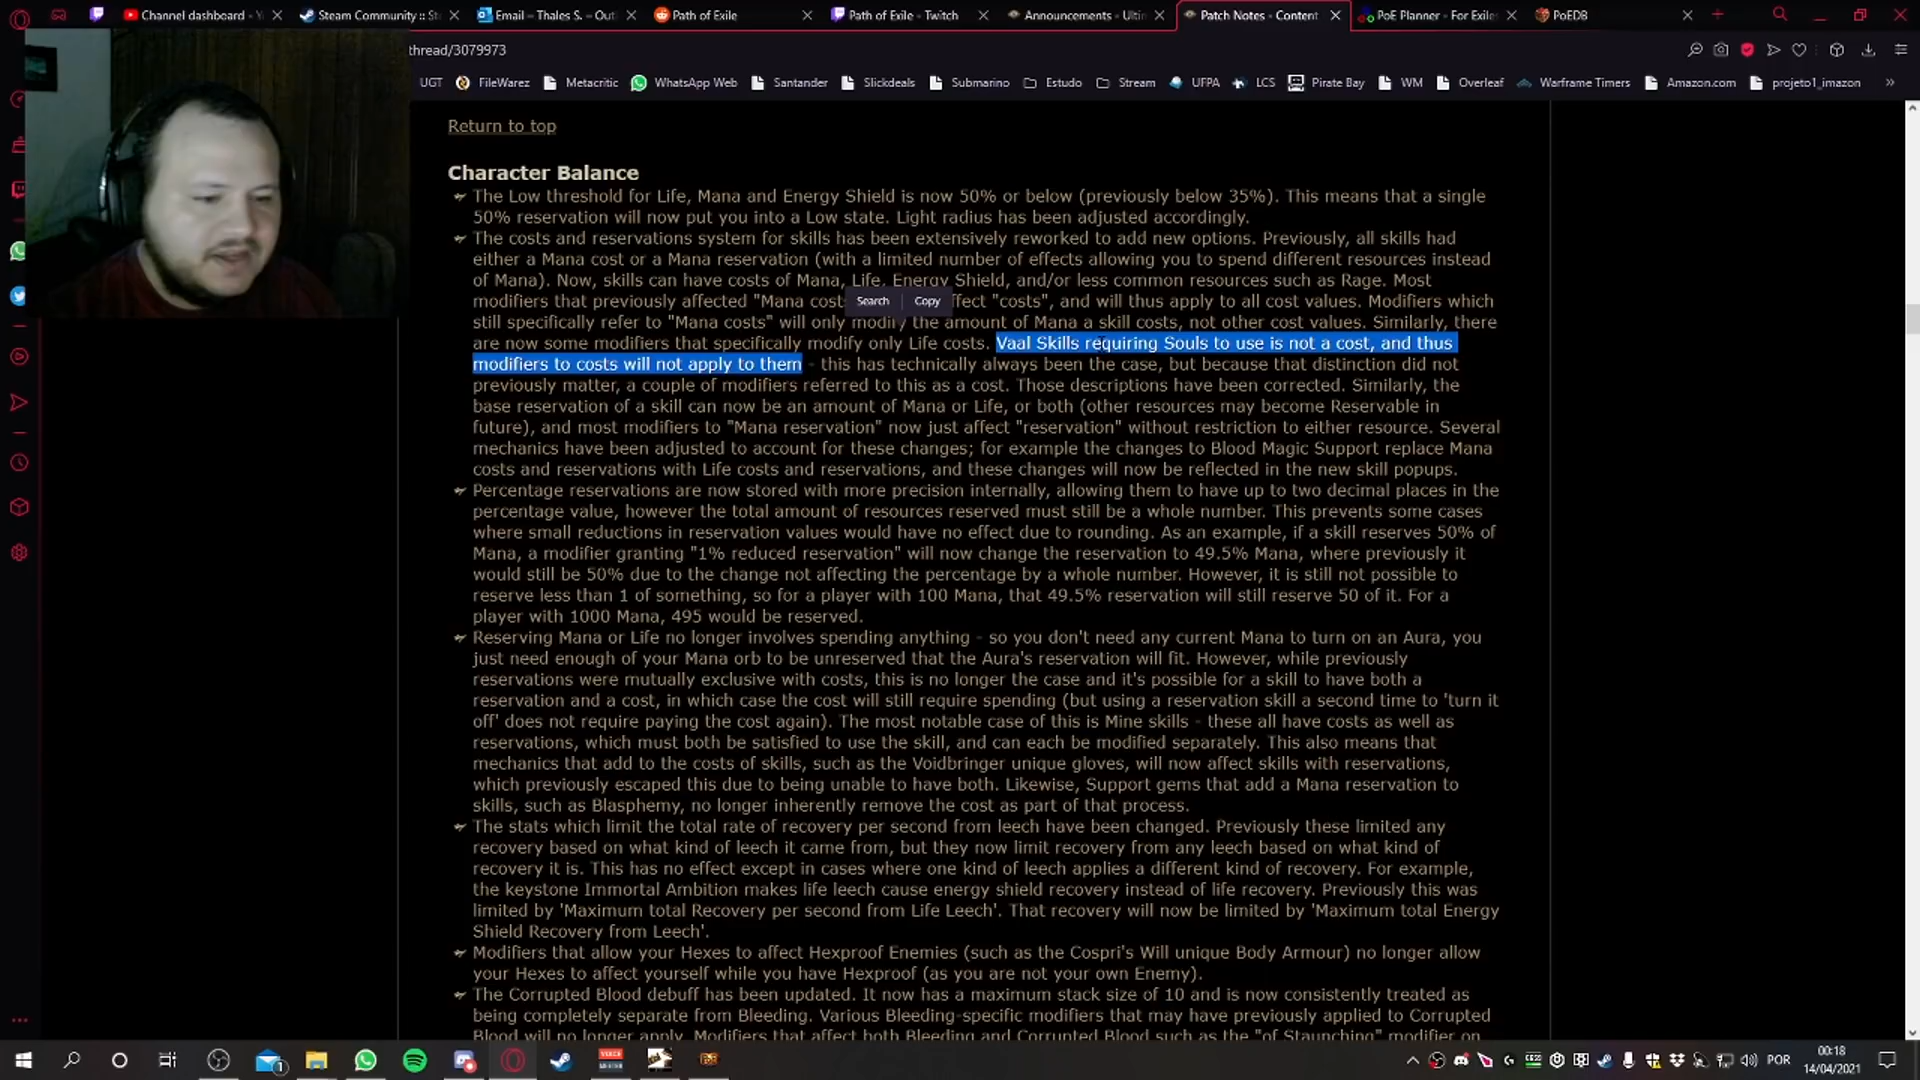 Channel dashboard - Y
Steam Community :: St
Email – Thales S. – Out
Path of Exile
Path of Exile - Twitch
Announcements - Ultin
Patch Notes - Content
PoE Planner - For Exile
PoEDB
thread/3079973
UGT
FileWarez
Metacritic
WhatsApp Web
Santander
Slickdeals
Submarino
Estudo
Stream
UFPA
LCS
Pirate Bay
WM
Overleaf
Warframe Timers
Amazon.com
projeto1_imazon
Return to top
Character Balance
The Low threshold for Life, Mana and Energy Shield is now 50% or below (previously below 35%). This means that a single
50% reservation will now put you into a Low state. Light radius has been adjusted accordingly.
The costs and reservations system for skills has been extensively reworked to add new options. Previously, all skills had
either a Mana cost or a Mana reservation (with a limited number of effects allowing you to spend different resources instead
of Mana). Now, skills can have costs of Mana, Life, Energy Shield, and/or less common resources such as Rage. Most
modifiers that previously affected "Mana costs
Search
Copy
ffect "costs", and will thus apply to all cost values. Modifiers which
still specifically refer to "Mana costs" will only modify the amount of Mana a skill costs, not other cost values. Similarly, there
are now some modifiers that specifically modify only Life costs. Vaal Skills requiring Souls to use is not a cost, and thus
modifiers to costs will not apply to them - this has technically always been the case, but because that distinction did not
previously matter, a couple of modifiers referred to this as a cost. Those descriptions have been corrected. Similarly, the
base reservation of a skill can now be an amount of Mana or Life, or both (other resources may become Reservable in
future), and most modifiers to "Mana reservation" now just affect "reservation" without restriction to either resource. Several
mechanics have been adjusted to account for these changes; for example the changes to Blood Magic Support replace Mana
costs and reservations with Life costs and reservations, and these changes will now be reflected in the new skill popups.
Percentage reservations are now stored with more precision internally, allowing them to have up to two decimal places in the
percentage value, however the total amount of resources reserved must still be a whole number. This prevents some cases
where small reductions in reservation values would have no effect due to rounding. As an example, if a skill reserves 50% of
Mana, a modifier granting "1% reduced reservation" will now change the reservation to 49.5% Mana, where previously it
would still be 50% due to the change not affecting the percentage by a whole number. However, it is still not possible to
reserve less than 1 of something, so for a player with 100 Mana, that 49.5% reservation will still reserve 50 of it. For a
player with 1000 Mana, 495 would be reserved.
Reserving Mana or Life no longer involves spending anything - so you don't need any current Mana to turn on an Aura, you
just need enough of your Mana orb to be unreserved that the Aura's reservation will fit. However, while previously
reservations were mutually exclusive with costs, this is no longer the case and it's possible for a skill to have both a
reservation and a cost, in which case the cost will still require spending (but using a reservation skill a second time to 'turn it
off' does not require paying the cost again). The most notable case of this is Mine skills - these all have costs as well as
reservations, which must both be satisfied to use the skill, and can each be modified separately. This also means that
mechanics that add to the costs of skills, such as the Voidbringer unique gloves, will now affect skills with reservations,
which previously escaped this due to being unable to have both. Likewise, Support gems that add a Mana reservation to
skills, such as Blasphemy, no longer inherently remove the cost as part of that process.
The stats which limit the total rate of recovery per second from leech have been changed. Previously these limited any
recovery based on what kind of leech it came from, but they now limit recovery from any leech based on what kind of
recovery it is. This has no effect except in cases where one kind of leech applies a different kind of recovery. For example,
the keystone Immortal Ambition makes life leech cause energy shield recovery instead of life recovery. Previously this was
limited by 'Maximum total Recovery per second from Life Leech'. That recovery will now be limited by 'Maximum total Energy
Shield Recovery from Leech'.
Modifiers that allow your Hexes to affect Hexproof Enemies (such as the Cospri's Will unique Body Armour) no longer allow
your Hexes to affect yourself while you have Hexproof (as you are not your own Enemy).
The Corrupted Blood debuff has been updated. It now has a maximum stack size of 10 and is now consistently treated as
being completely separate from Bleeding. Various Bleeding-specific modifiers that may have previously applied to Corrupted
Blood will no longer apply. Modifiers that affect both Bleeding and Corrupted Blood such as the "of Staunching" modifier on
POR
00:18
14/04/2021